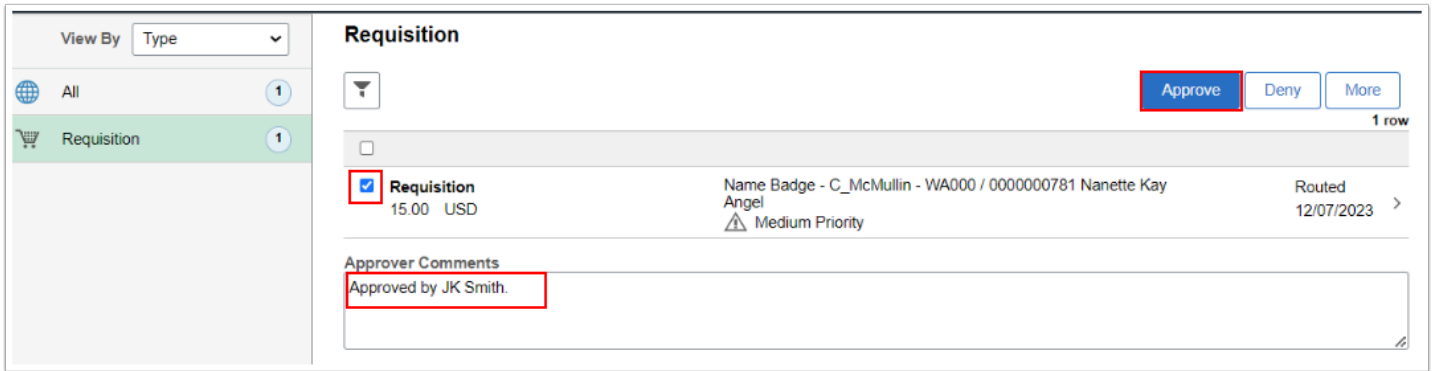 View By Type
All 1
Requisition 1
Requisition
Approve Deny More
1 row
Requisition
15.00 USD
Name Badge - C_McMullin - WA000 / 0000000781 Nanette Kay
Angel
Medium Priority
Routed
12/07/2023
Approver Comments
Approved by JK Smith.